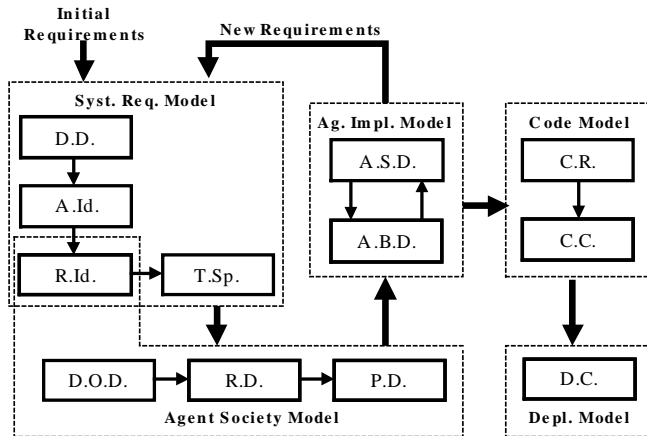 Initial
Requirements
New Requirements
Syst. Req. Model
D.D.
A.Id.
R.Id.
T.Sp.
Ag. Impl. Model
A.S.D.
A.B.D.
Code Model
C.R.
C.C.
D.O.D.
R.D.
P.D.
Agent Society Model
D.C.
Depl. Model